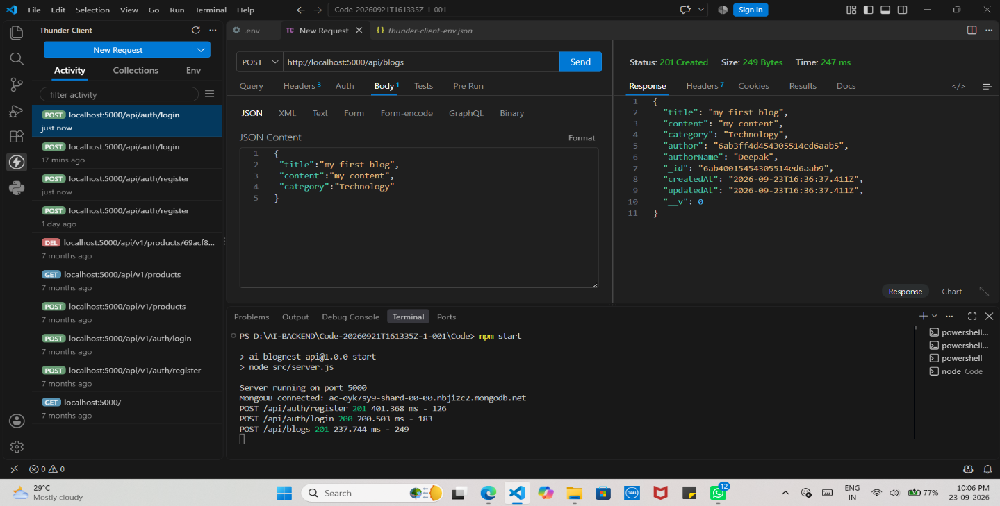 File Edit Selection View Go Run Terminal Help
Code-20260921T161335Z-1-001
Sign In
Thunder Client
New Request
Activity Collections Env
filter activity
POST localhost:5000/api/auth/login
just now
POST localhost:5000/api/auth/login
17 mins ago
POST localhost:5000/api/auth/register
just now
POST localhost:5000/api/auth/register
1 day ago
DEL localhost:5000/api/v1/products/69acf8...
7 months ago
GET localhost:5000/api/v1/products
7 months ago
POST localhost:5000/api/v1/products
7 months ago
POST localhost:5000/api/v1/auth/login
7 months ago
POST localhost:5000/api/v1/auth/register
7 months ago
GET localhost:5000/
7 months ago
.env
TC New Request
{} thunder-client-env.json
POST http://localhost:5000/api/blogs Send
Query Headers 3 Auth Body 1 Tests Pre Run
JSON XML Text Form Form-encode GraphQL Binary
JSON Content Format
1 {
2 "title":"my first blog",
3 "content":"my_content",
4 "category":"Technology"
5 }
Status: 201 Created Size: 249 Bytes Time: 247 ms
Response Headers 7 Cookies Results Docs </>
1 {
2 "title": "my first blog",
3 "content": "my_content",
4 "category": "Technology",
5 "author": "6ab3ff4d454305514ed6aab5",
6 "authorName": "Deepak",
7 "_id": "6ab40015454305514ed6aab9",
8 "createdAt": "2026-09-23T16:36:37.411Z",
9 "updatedAt": "2026-09-23T16:36:37.411Z",
10 "__v": 0
11 }
Response Chart
Problems Output Debug Console Terminal Ports
PS D:\AI-BACKEND\Code-20260921T161335Z-1-001\Code> npm start
> ai-blognest-api@1.0.0 start
> node src/server.js
Server running on port 5000
MongoDB connected: ac-oyk7sy9-shard-00-00.nbjizc2.mongodb.net
POST /api/auth/register 201 401.368 ms - 126
POST /api/auth/login 200 200.503 ms - 183
POST /api/blogs 201 237.744 ms - 249
powershell...
powershell...
powershell
node Code
0 0
29°C
Mostly cloudy
Search
DELL
12
ENG
IN
77%
10:06 PM
23-09-2026